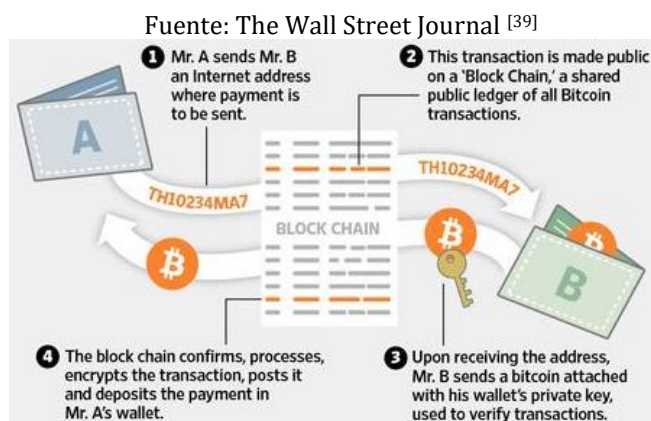 Fuente: The Wall Street Journal [39]
1 Mr. A sends Mr. B
an Internet address
where payment is
to be sent.
2 This transaction is made public
on a ‘Block Chain,’ a shared
public ledger of all Bitcoin
transactions.
A
TH10234MA7
TH10234MA7
BLOCK CHAIN
B
4 The block chain confirms, processes,
encrypts the transaction, posts it
and deposits the payment in
Mr. A’s wallet.
3 Upon receiving the address,
Mr. B sends a bitcoin attached
with his wallet’s private key,
used to verify transactions.